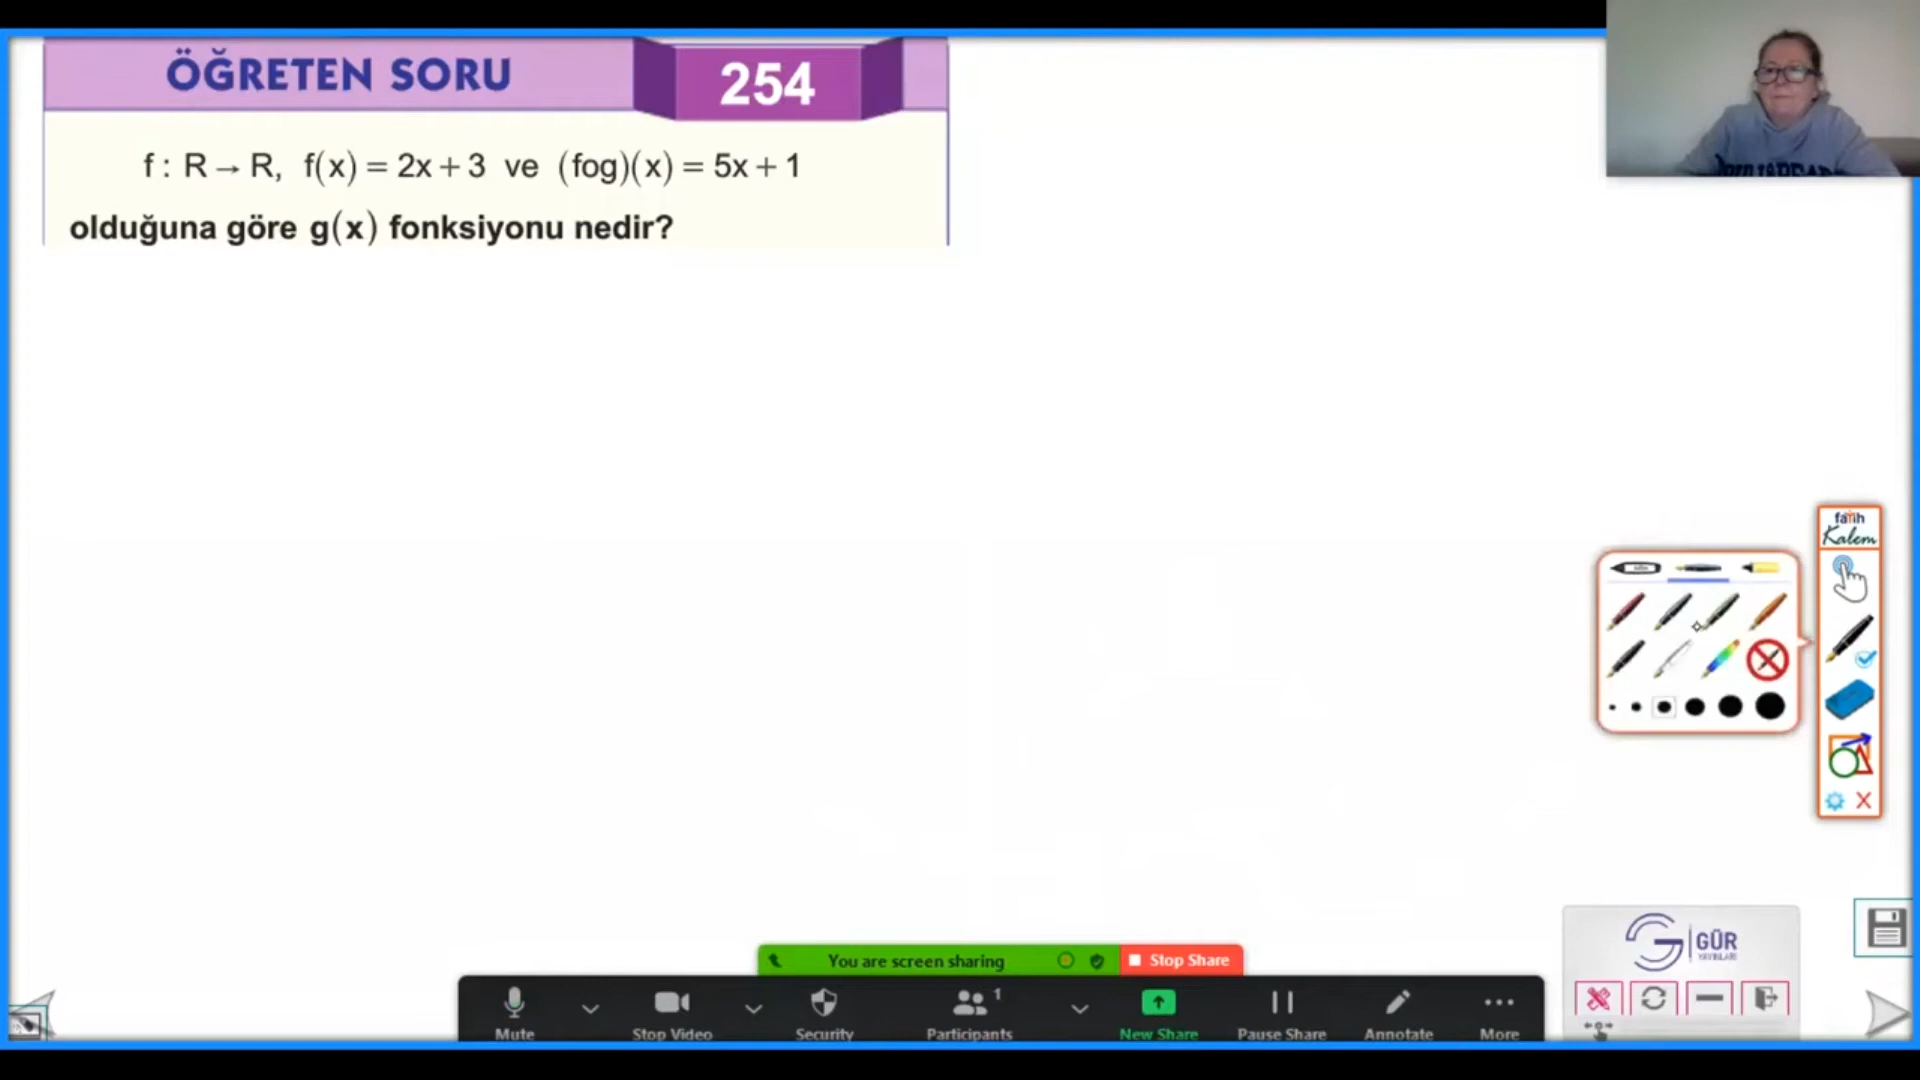 ÖĞRETEN SORU
254
f : R → R, f(x) = 2x + 3 ve (fog)(x) = 5x + 1
olduğuna göre g(x) fonksiyonu nedir?
fatih
Kalem
GÜR
YAYINLARI
You are screen sharing
Stop Share
Mute
Stop Video
Security
Participants
1
New Share
Pause Share
Annotate
More